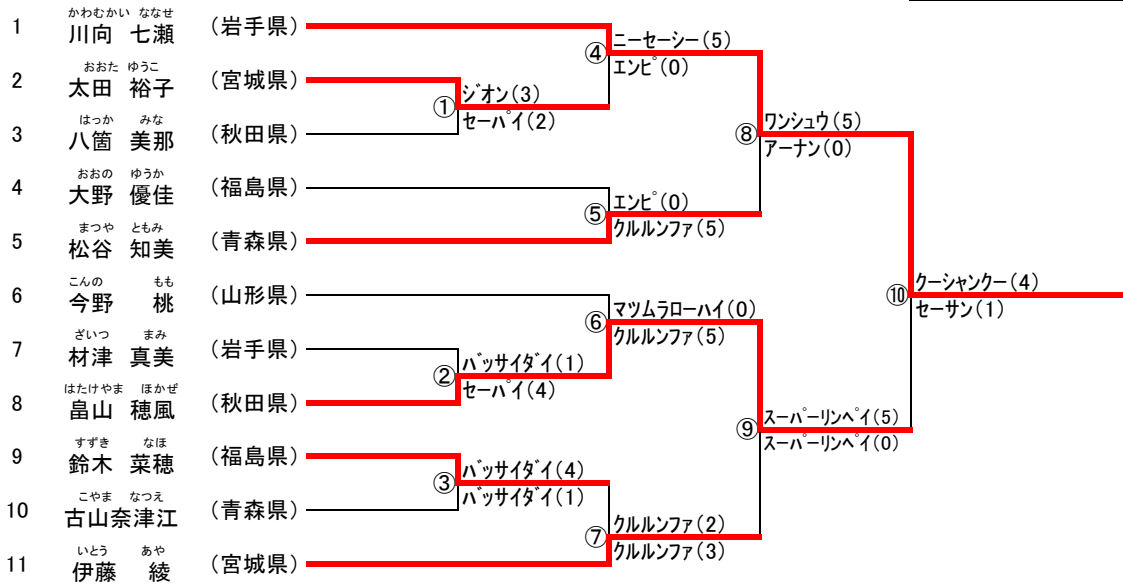 かわむかい ななせ
1 川向 七瀬 (岩手県)
おおた ゆうこ
2 太田 裕子 (宮城県)
はっか みな
3 八箇 美那 (秋田県)
おおの ゆうか
4 大野 優佳 (福島県)
まつや ともみ
5 松谷 知美 (青森県)
こんの もも
6 今野 桃 (山形県)
ざいつ まみ
7 材津 真美 (岩手県)
はたけやま ほかぜ
8 畠山 穂風 (秋田県)
すずき なほ
9 鈴木 菜穂 (福島県)
こやま なつえ
10 古山奈津江 (青森県)
いとう あや
11 伊藤 綾 (宮城県)
①
ジオン(3)
セーパイ(2)
②
バッサイダイ(1)
セーパイ(4)
③
バッサイダイ(4)
バッサイダイ(1)
④
ニーセーシー(5)
エンピ(0)
⑤
エンピ(0)
クルルンファ(5)
⑥
マツムラローハイ(0)
クルルンファ(5)
⑦
クルルンファ(2)
クルルンファ(3)
⑧
ワンシュウ(5)
アーナン(0)
⑨
スーパーリンペイ(5)
スーパーリンペイ(0)
⑩
クーシャンクー(4)
セーサン(1)